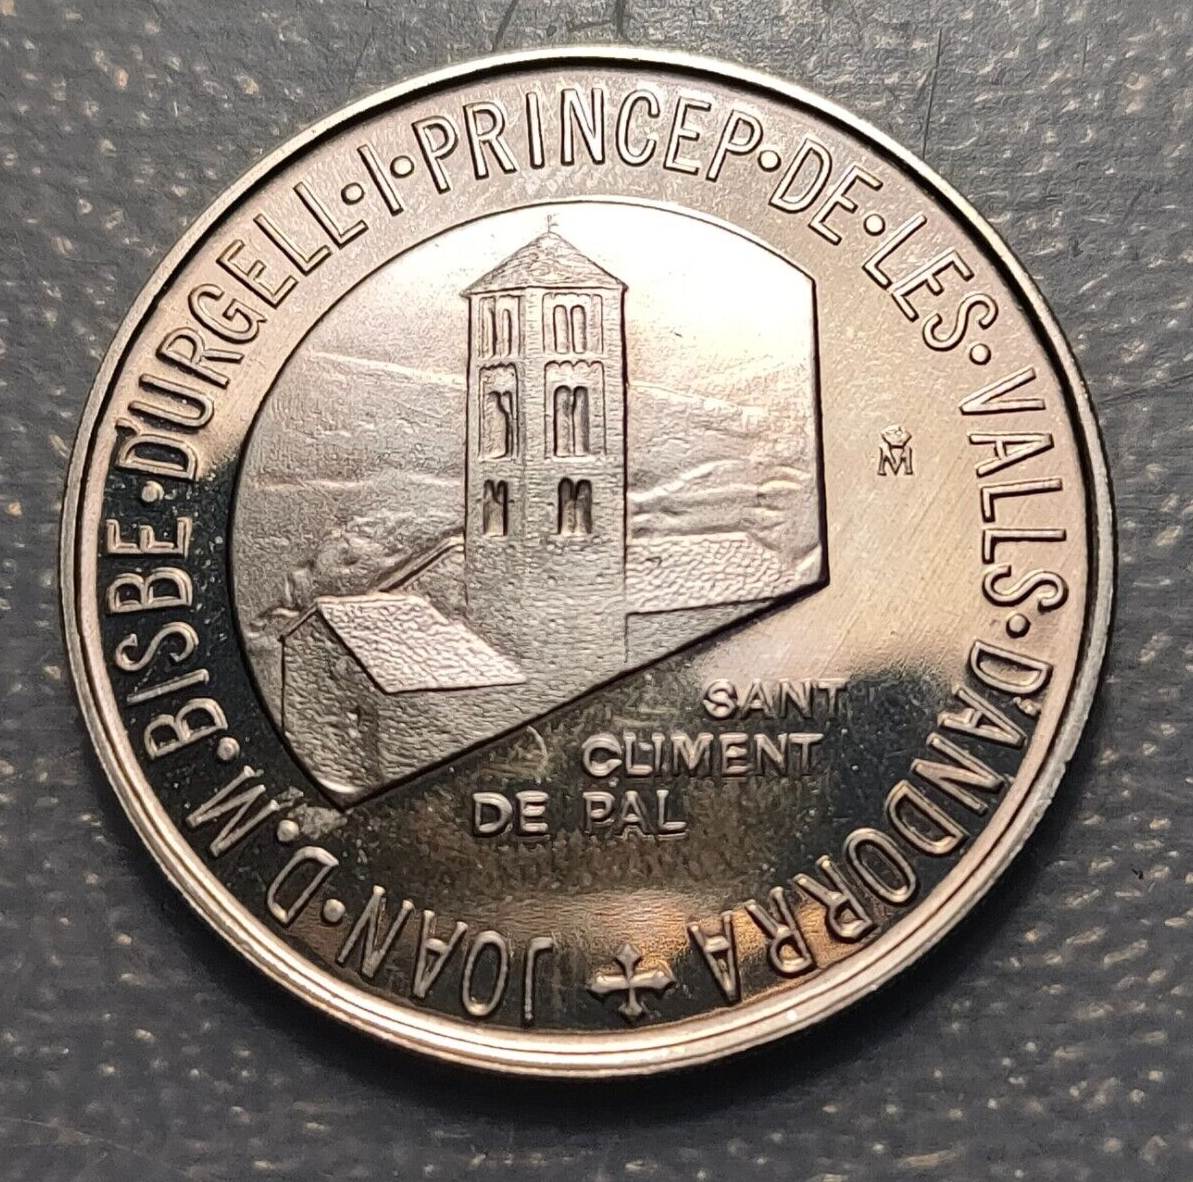 JOAN·D.M.BISBE·D'URGELL·I·PRINCEP·DE·LES·VALLS·D'ANDORRA
M
SANT
CLIMENT
DE PAL